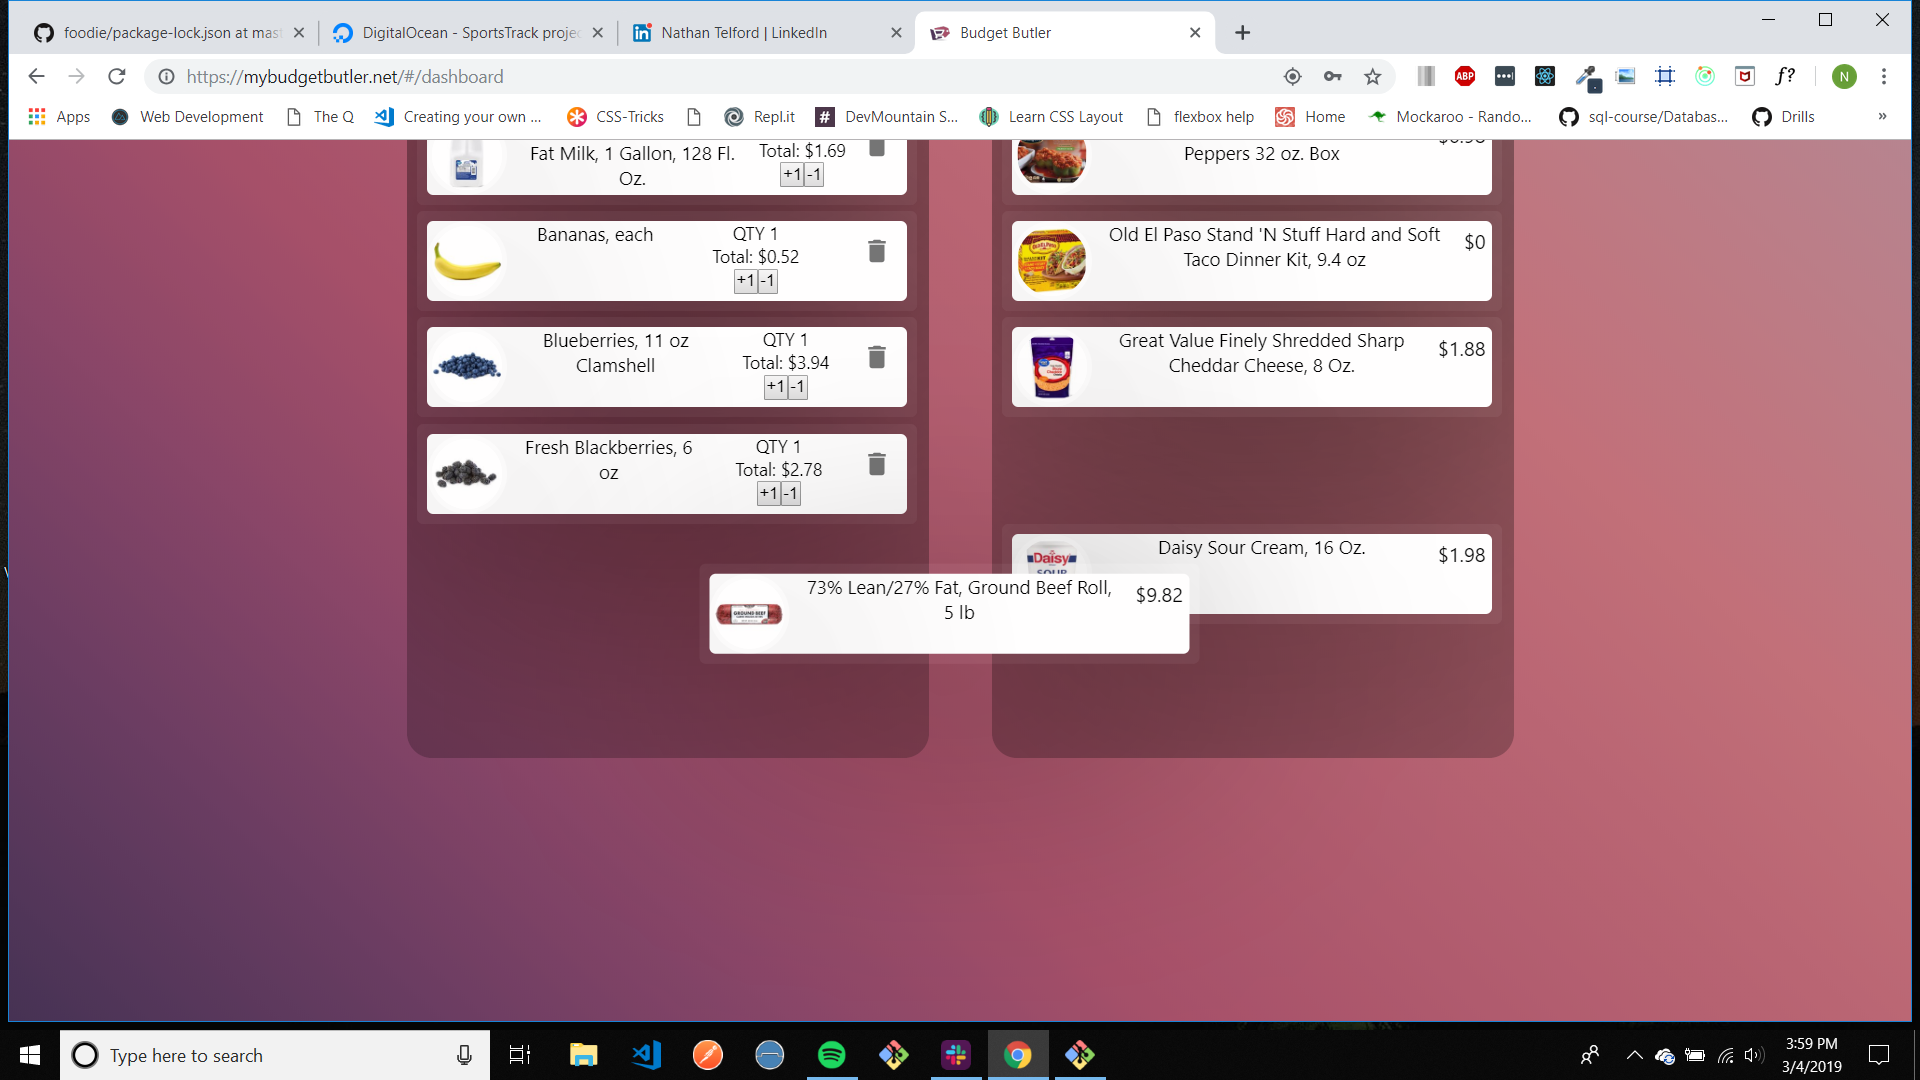 foodie/package-lock.json at mast
DigitalOcean - SportsTrack projec
Nathan Telford | LinkedIn
Budget Butler
https://mybudgetbutler.net/#/dashboard
ABP
f?
N
Apps
Web Development
The Q
Creating your own ...
CSS-Tricks
Repl.it
DevMountain S...
Learn CSS Layout
flexbox help
Home
Mockaroo - Rando...
sql-course/Databas...
Drills
»
Fat Milk, 1 Gallon, 128 Fl.
Oz.
Total: $1.69
+1 -1
Peppers 32 oz. Box
Bananas, each
QTY 1
Total: $0.52
+1 -1
Old El Paso Stand 'N Stuff Hard and Soft
Taco Dinner Kit, 9.4 oz
$0
Blueberries, 11 oz
Clamshell
QTY 1
Total: $3.94
+1 -1
Great Value Finely Shredded Sharp
Cheddar Cheese, 8 Oz.
$1.88
Fresh Blackberries, 6
oz
QTY 1
Total: $2.78
+1 -1
Daisy
Daisy Sour Cream, 16 Oz.
$1.98
GROUND BEEF
73% Lean/27% Fat, Ground Beef Roll,
5 lb
$9.82
Type here to search
3:59 PM
3/4/2019